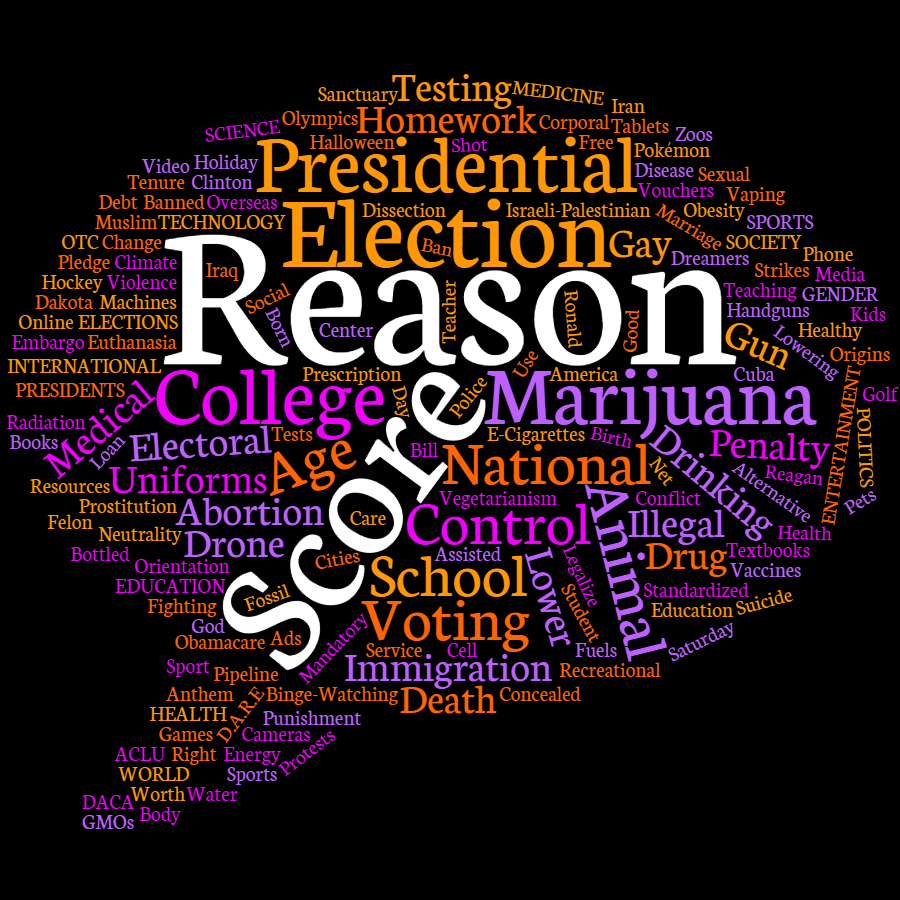 Sanctuary
Testing
MEDICINE
Iran
SCIENCE
Olympics
Homework
Corporal
Tablets
Zoos
Halloween
Shot
Free
Pokémon
Video
Holiday
Presidential
Disease
Sexual
Tenure
Clinton
Vouchers
Vaping
Debt
Banned
Overseas
Dissection
Israeli-Palestinian
Marriage
Obesity
Muslim
TECHNOLOGY
Election
SPORTS
OTC
Change
Ban
Gay
SOCIETY
Pledge
Climate
Iraq
Reason
Dreamers
Phone
Hockey
Violence
Strikes
Media
Dakota
Machines
Social
Teacher
Ronald
Teaching
GENDER
Online
ELECTIONS
Born
Center
Good
Handguns
Kids
Embargo
Euthanasia
Gun
Lowering
Healthy
INTERNATIONAL
Prescription
Use
America
Cuba
Origins
PRESIDENTS
College
Day
Police
Marijuana
Golf
Radiation
Medical
ENTERTAINMENT
POLITICS
Books
Loan
Electoral
Tests
Score
E-Cigarettes
Birth
Drinking
Penalty
Resources
Uniforms
Age
Bill
National
Net
Alternative
Reagan
Pets
Prostitution
Abortion
Vegetarianism
Conflict
Felon
Neutrality
Care
Control
Animal
Illegal
Health
Bottled
Drone
Cities
Assisted
Legalize
Drug
Textbooks
Orientation
Vaccines
EDUCATION
Fossil
School
Lower
Student
Standardized
Fighting
Voting
Education
Suicide
God
Obamacare
Ads
Mandatory
Service
Cell
Fuels
Saturday
Sport
Pipeline
Immigration
Recreational
Anthem
D.A.R.E
Binge-Watching
Death
Concealed
HEALTH
Punishment
Games
Cameras
ACLU
Right
Energy
Protests
WORLD
Sports
Worth
Water
DACA
Body
GMOs